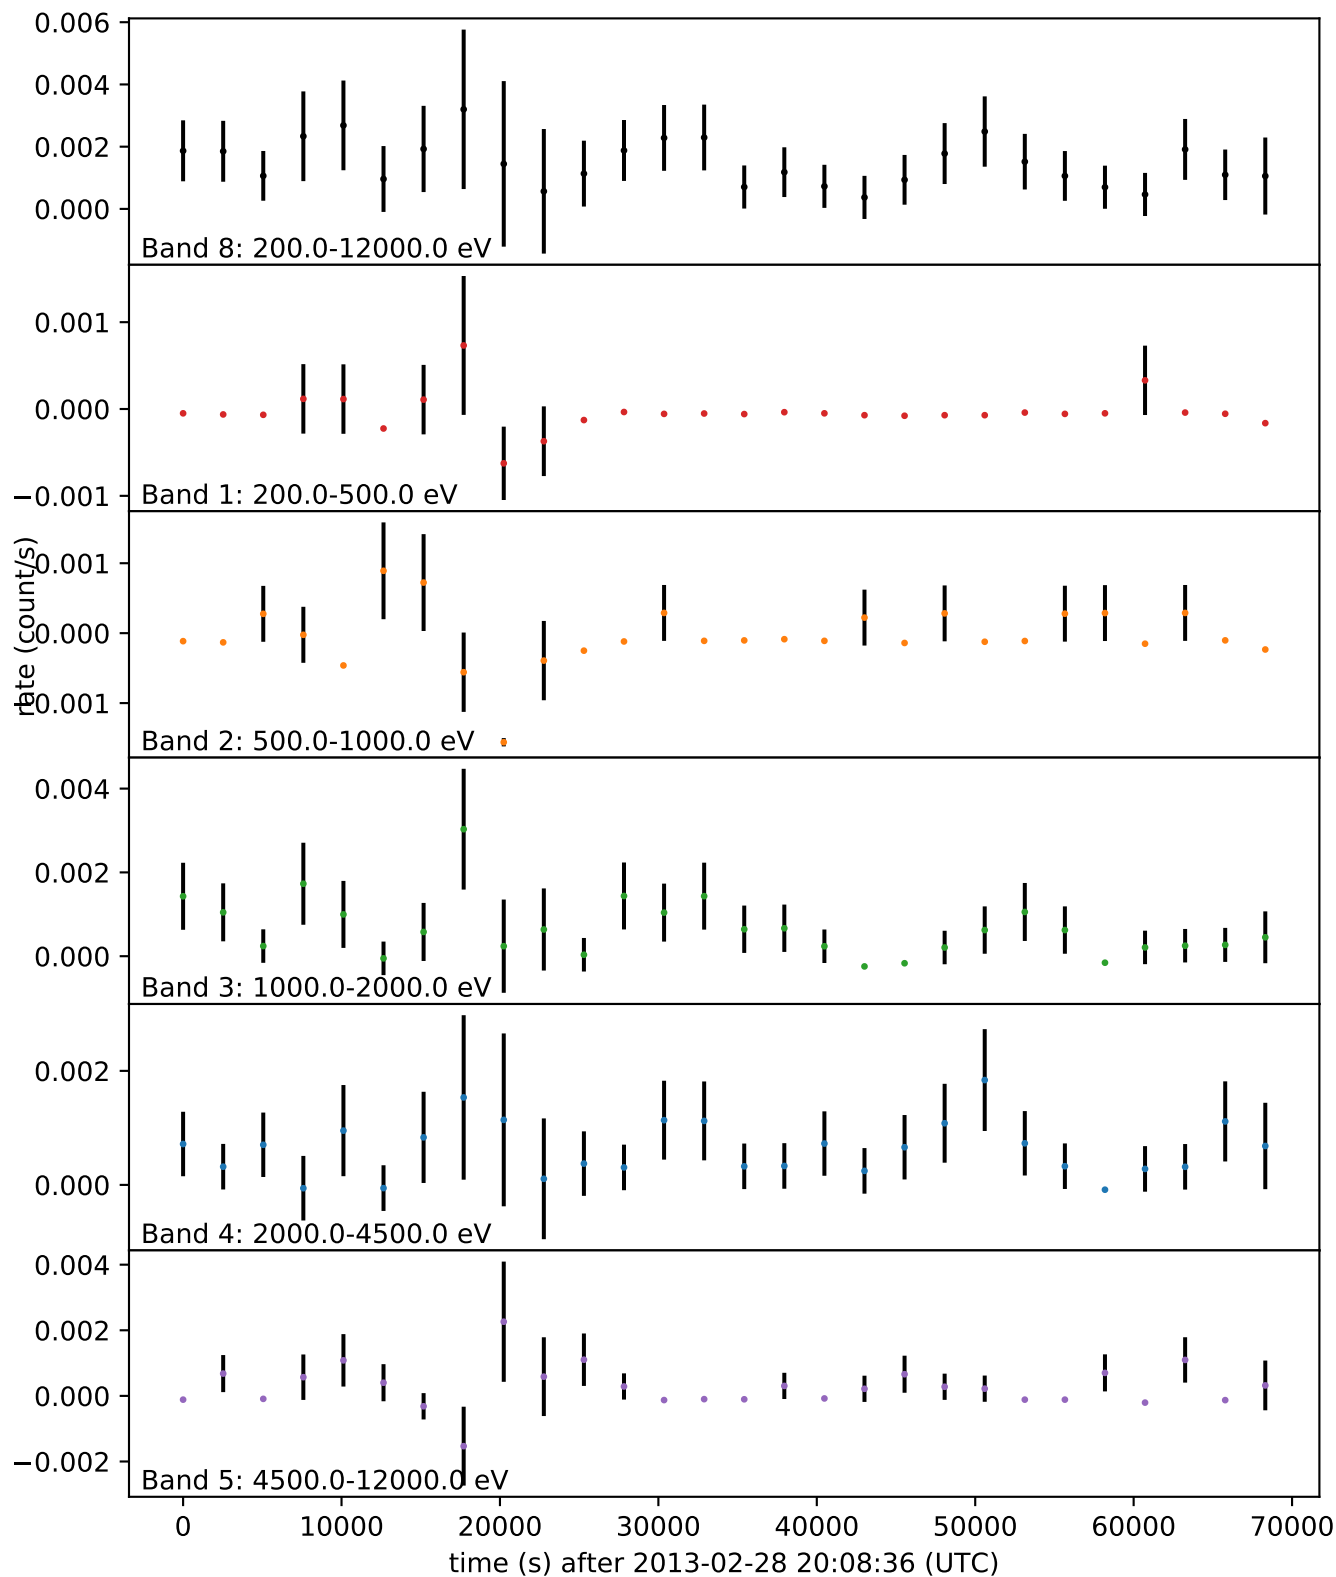 0.006
0.004
0.002
0.000
Band 8: 200.0-12000.0 eV
0.001
0.000
−0.001
Band 1: 200.0-500.0 eV
rate (count/s)
0.001
0.000
0.001
Band 2: 500.0-1000.0 eV
0.004
0.002
0.000
Band 3: 1000.0-2000.0 eV
0.002
0.000
Band 4: 2000.0-4500.0 eV
0.004
0.002
0.000
−0.002
Band 5: 4500.0-12000.0 eV
0 10000 20000 30000 40000 50000 60000 70000
time (s) after 2013-02-28 20:08:36 (UTC)